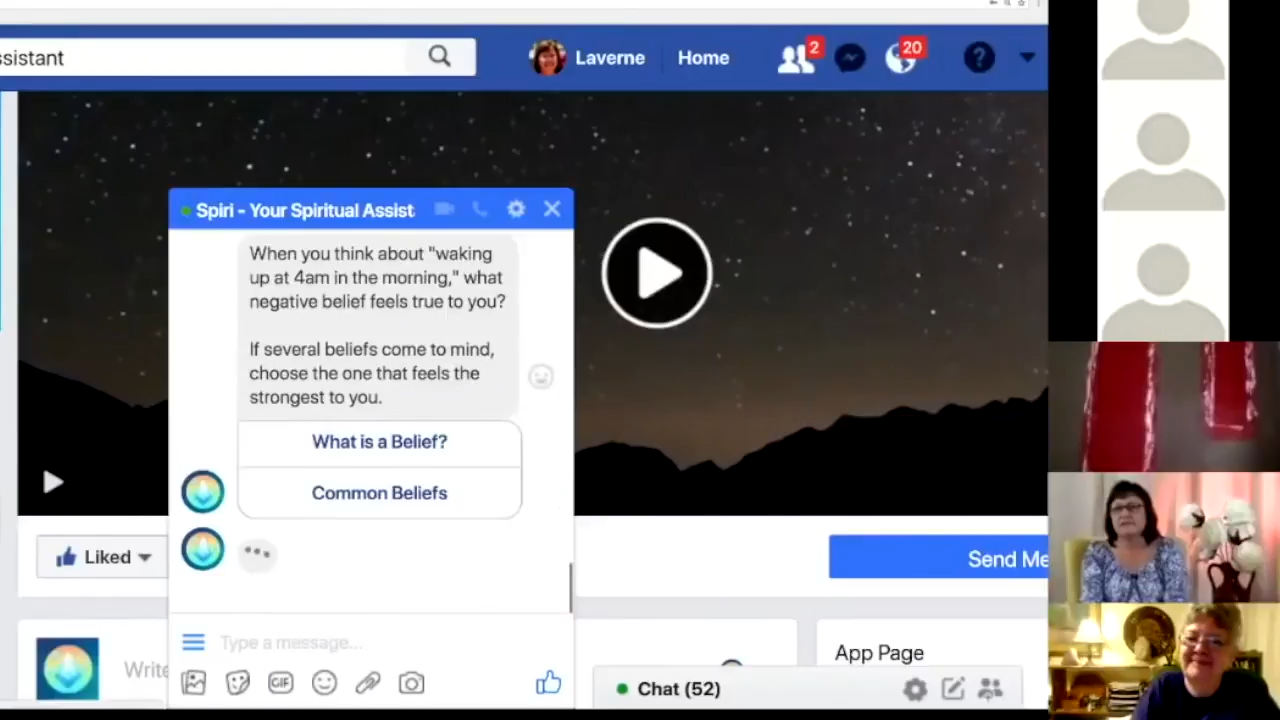 ssistant
Laverne
Home
2
20
?
Spiri - Your Spiritual Assist
When you think about "waking
up at 4am in the morning," what
negative belief feels true to you?
If several beliefs come to mind,
choose the one that feels the
strongest to you.
What is a Belief?
Common Beliefs
Liked
Send Me
Type a message...
Write
App Page
GIF
Chat (52)